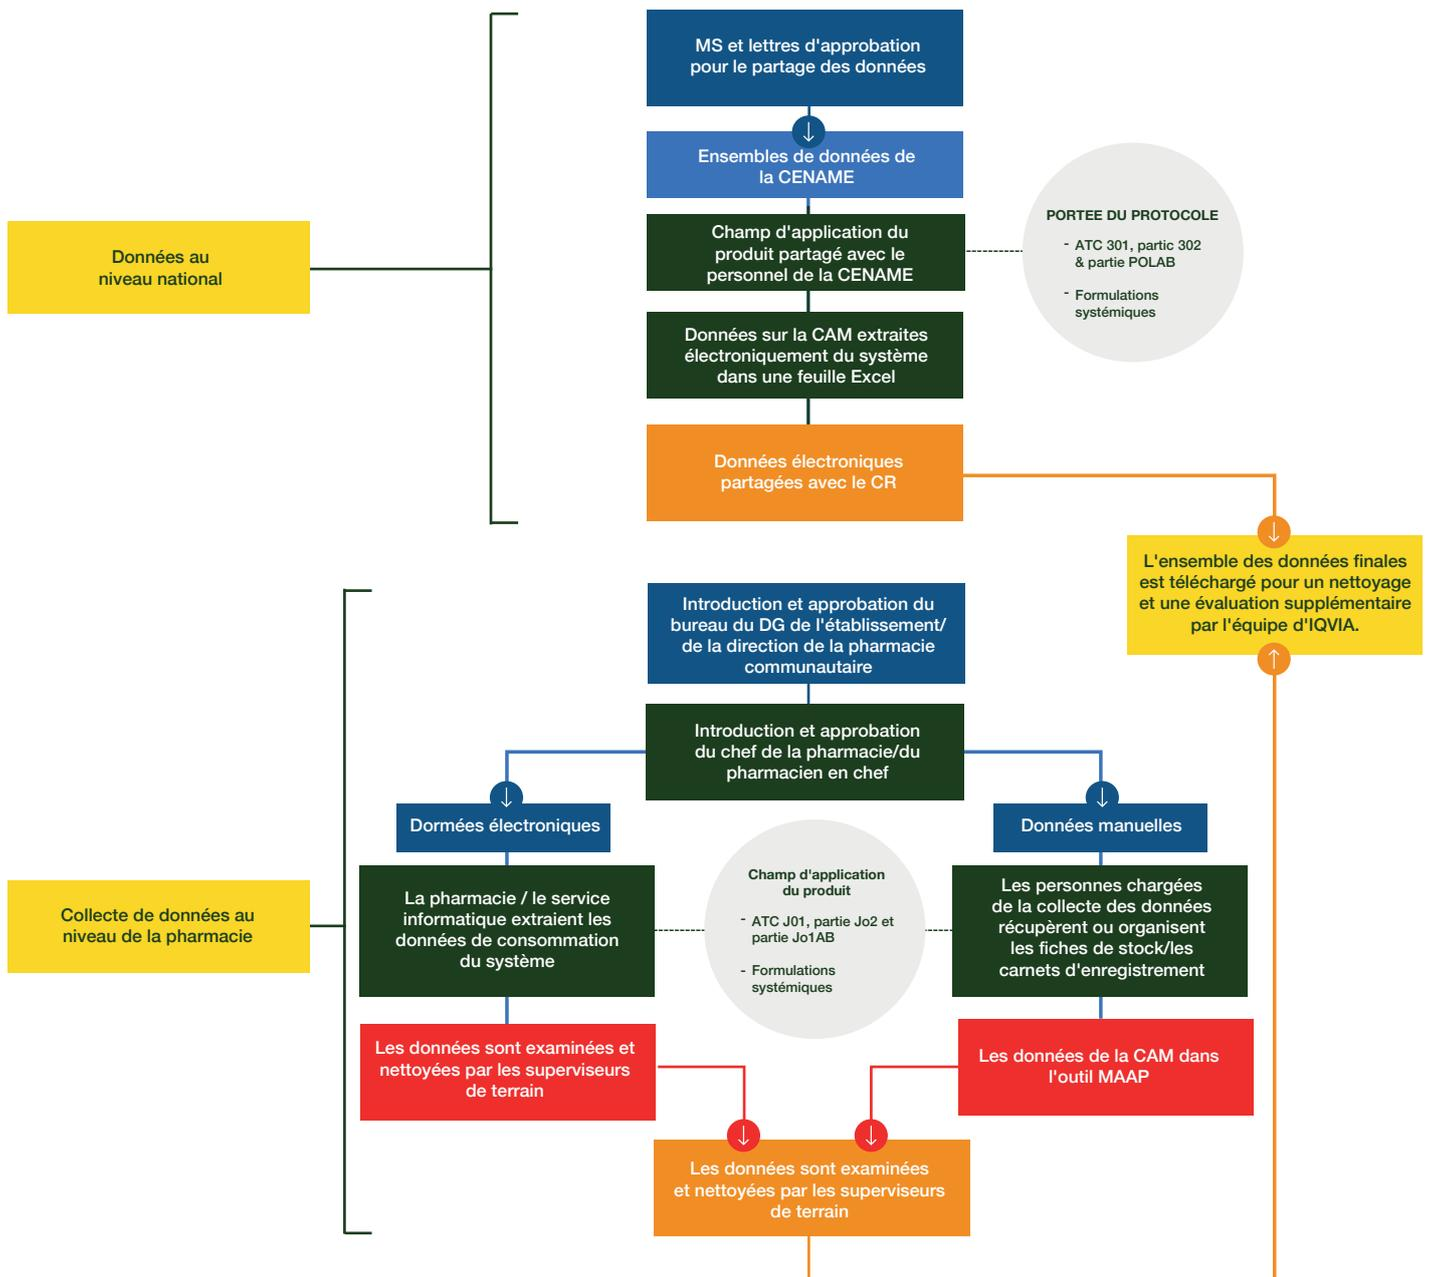 MS et lettres d'approbation
pour le partage des données
Ensembles de données de
la CENAME
Données au
niveau national
Champ d'application du
produit partagé avec le
personnel de la CENAME
PORTEE DU PROTOCOLE
- ATC 301, partic 302
& partie POLAB
- Formulations
systémiques
Données sur la CAM extraites
électroniquement du système
dans une feuille Excel
Données électroniques
partagées avec le CR
L'ensemble des données finales
est téléchargé pour un nettoyage
et une évaluation supplémentaire
par l'équipe d'IQVIA.
Introduction et approbation du
bureau du DG de l'établissement/
de la direction de la pharmacie
communautaire
Introduction et approbation
du chef de la pharmacie/du
pharmacien en chef
Dormées électroniques
Données manuelles
Collecte de données au
niveau de la pharmacie
La pharmacie / le service
informatique extraient les
données de consommation
du système
Champ d'application
du produit
- ATC J01, partie Jo2 et
partie Jo1AB
- Formulations
systémiques
Les personnes chargées
de la collecte des données
récupèrent ou organisent
les fiches de stock/les
carnets d'enregistrement
Les données sont examinées et
nettoyées par les superviseurs
de terrain
Les données de la CAM dans
l'outil MAAP
Les données sont examinées
et nettoyées par les superviseurs
de terrain